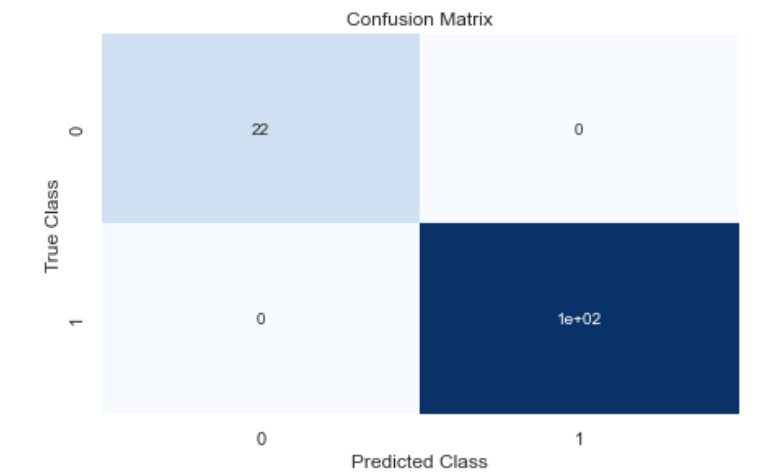 Confusion Matrix
0
22
0
True Class
1
0
1e+02
0
1
Predicted Class